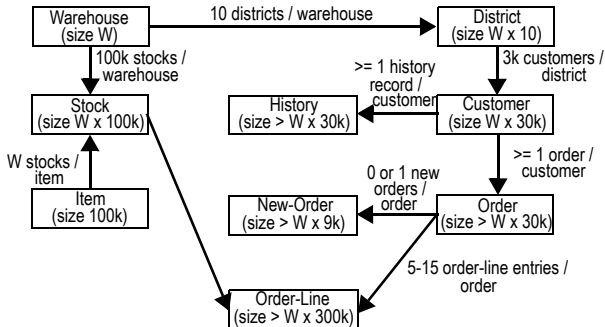 Warehouse
(size W)
10 districts / warehouse
District
(size W x 10)
100k stocks /
warehouse
3k customers /
district
>= 1 history
record /
customer
Stock
(size W x 100k)
History
(size > W x 30k)
Customer
(size W x 30k)
W stocks /
item
>= 1 order /
customer
0 or 1 new
orders /
order
Item
(size 100k)
New-Order
(size > W x 9k)
Order
(size > W x 30k)
5-15 order-line entries /
order
Order-Line
(size > W x 300k)